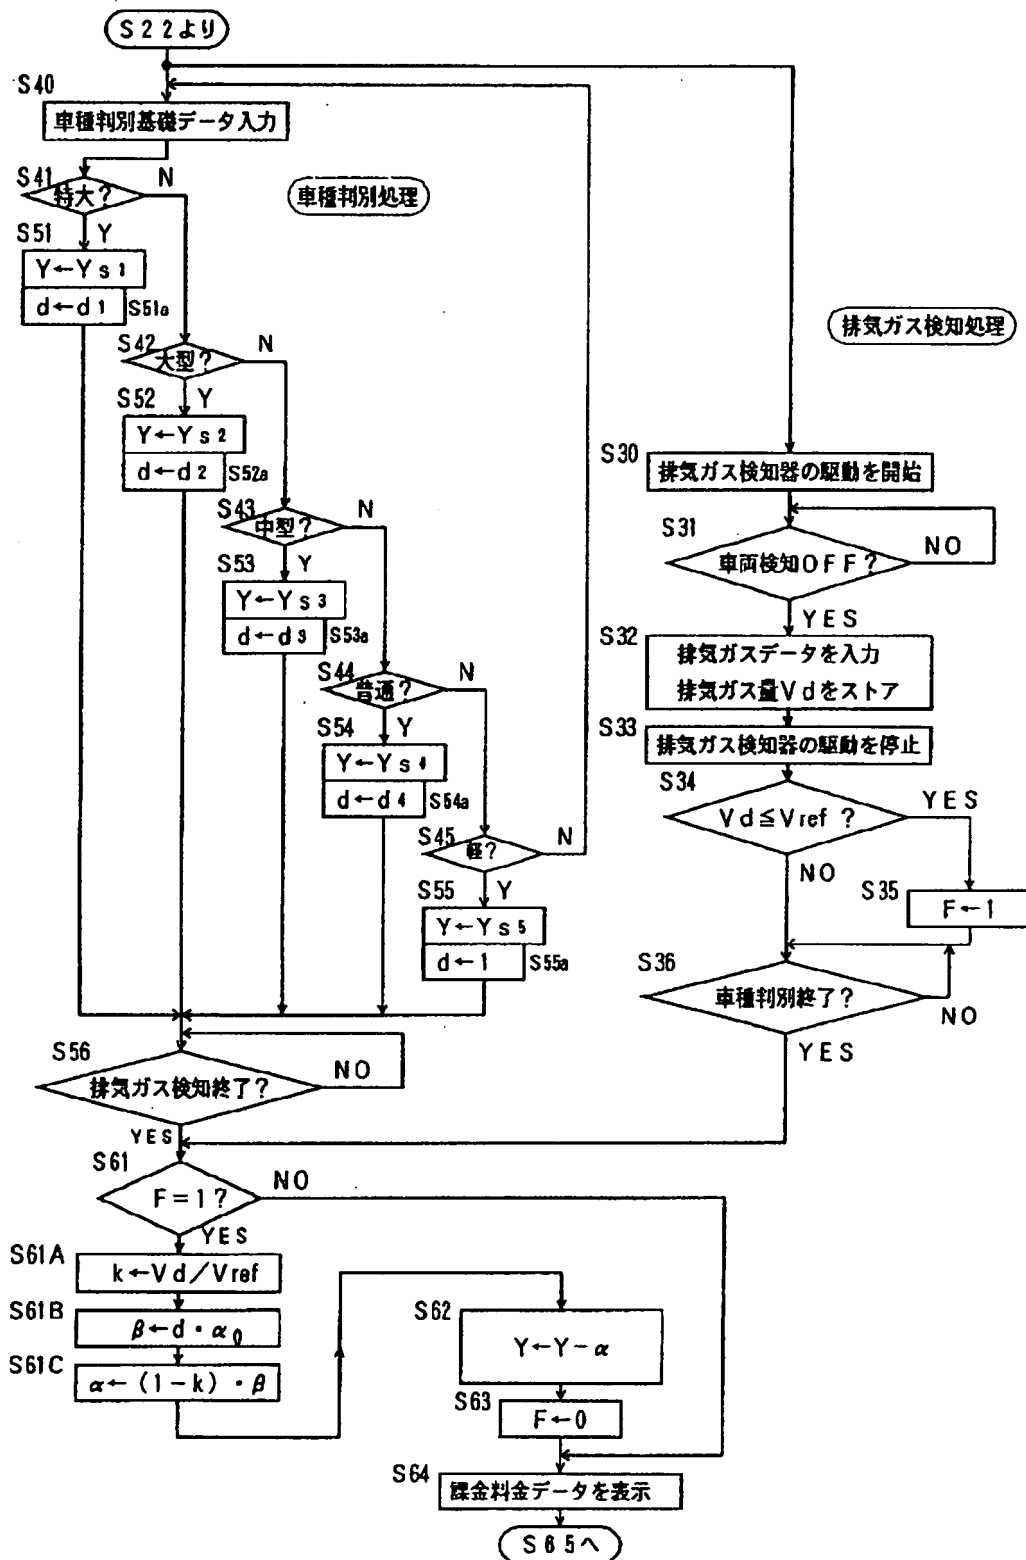 S22より
S40
車種判別基礎データ入力
車種判別処理
S41
特大?
N
Y
S51
Y←Ys1
d←d1
S51a
S42
大型?
N
Y
S52
Y←Ys2
d←d2
S52a
S43
中型?
N
Y
S53
Y←Ys3
d←d3
S53a
S44
普通?
N
Y
S54
Y←Ys4
d←d4
S54a
S45
軽?
N
Y
S55
Y←Ys5
d←1
S55a
S56
排気ガス検知終了?
NO
YES
排気ガス検知処理
S30
排気ガス検知器の駆動を開始
S31
車両検知OFF?
NO
YES
S32
排気ガスデータを入力
排気ガス量Vdをストア
S33
排気ガス検知器の駆動を停止
S34
Vd≦Vref?
YES
NO
S35
F←1
S36
車種判別終了?
NO
YES
S61
F=1?
NO
YES
S61A
k←Vd/Vref
S61B
β←d・α0
S61C
α←(1-k)・β
S62
Y←Y-α
S63
F←0
S64
課金料金データを表示
S65へ